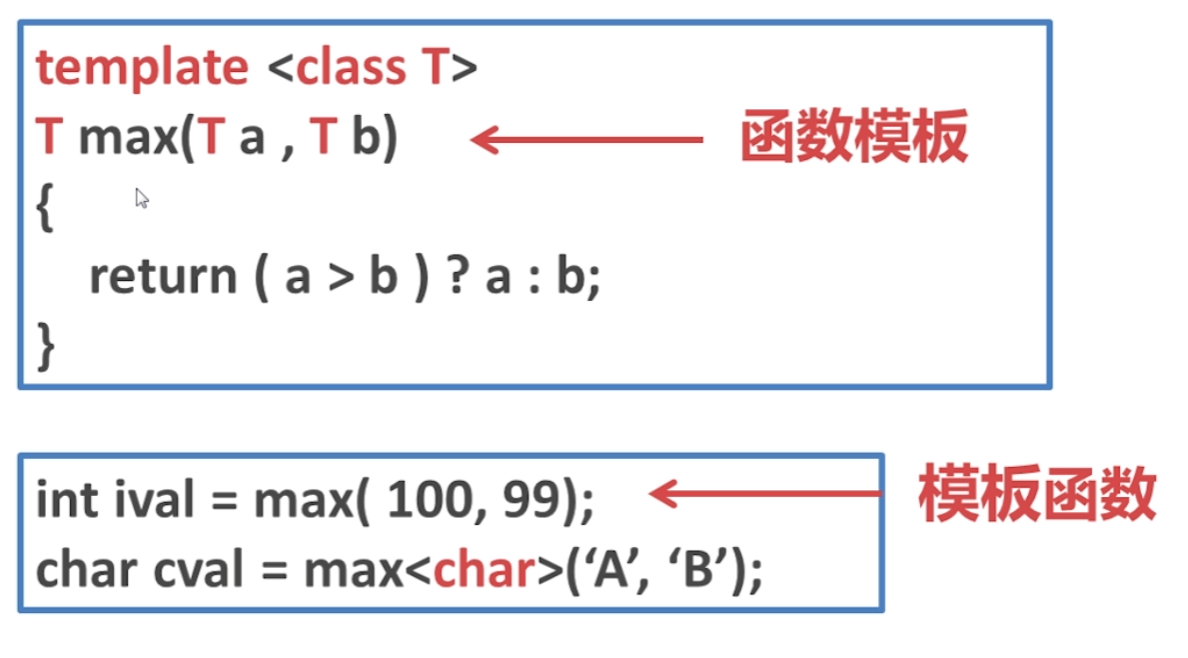 template <class T>
T max(T a , T b)
函数模板
{
return ( a > b ) ? a : b;
}
int ival = max( 100, 99);
模板函数
char cval = max<char>(‘A’, ‘B’);